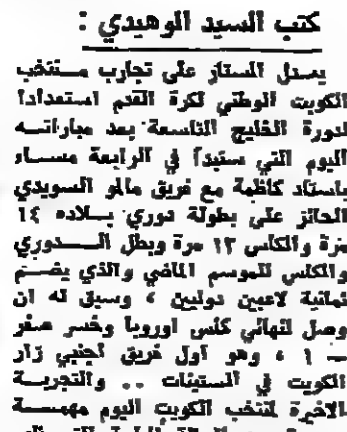 كتب السيد الوهيدي :
يسدل الستار على تجارب منتخب
الكويت الوطني لكرة القدم استعدادا
لدورة الخليج التاسعة بعد مباراته
اليوم التي ستبدأ في الرابعة مساء
باستاد كاظمة مع فريق مالمو السويدي
الحائز على بطولة دوري بلاده ١٤
مرة والكاس ١٢ مرة وبطل الدوري
والكاس للموسم الماضي والذي يضم
ثمانية لاعبين دوليين ، وسبق له ان
وصل لنهائي كاس اوروبا وخسر صفر
ــ ١ ، وهو اول فريق اجنبي زار
الكويت في الستينات .. والتجربة
الاخيرة لمنتخب الكويت اليوم مهمة